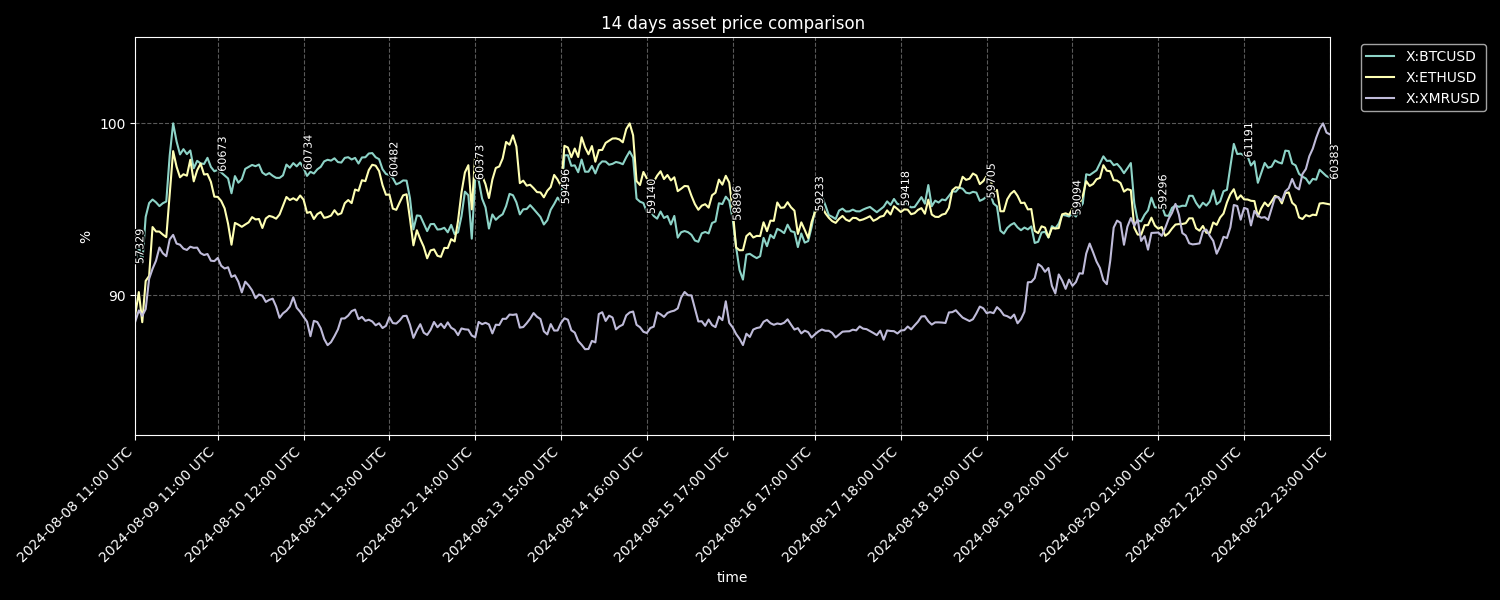 14 days asset price comparison
X:BTCUSD
X:ETHUSD
X:XMRUSD
100
90
%
57329
60673
60734
60482
60373
59496
59140
58896
59233
59418
59705
59094
59296
61191
60383
2024-08-08 11:00 UTC
2024-08-09 11:00 UTC
2024-08-10 12:00 UTC
2024-08-11 13:00 UTC
2024-08-12 14:00 UTC
2024-08-13 15:00 UTC
2024-08-14 16:00 UTC
2024-08-15 17:00 UTC
2024-08-16 17:00 UTC
2024-08-17 18:00 UTC
2024-08-18 19:00 UTC
2024-08-19 20:00 UTC
2024-08-20 21:00 UTC
2024-08-21 22:00 UTC
2024-08-22 23:00 UTC
time